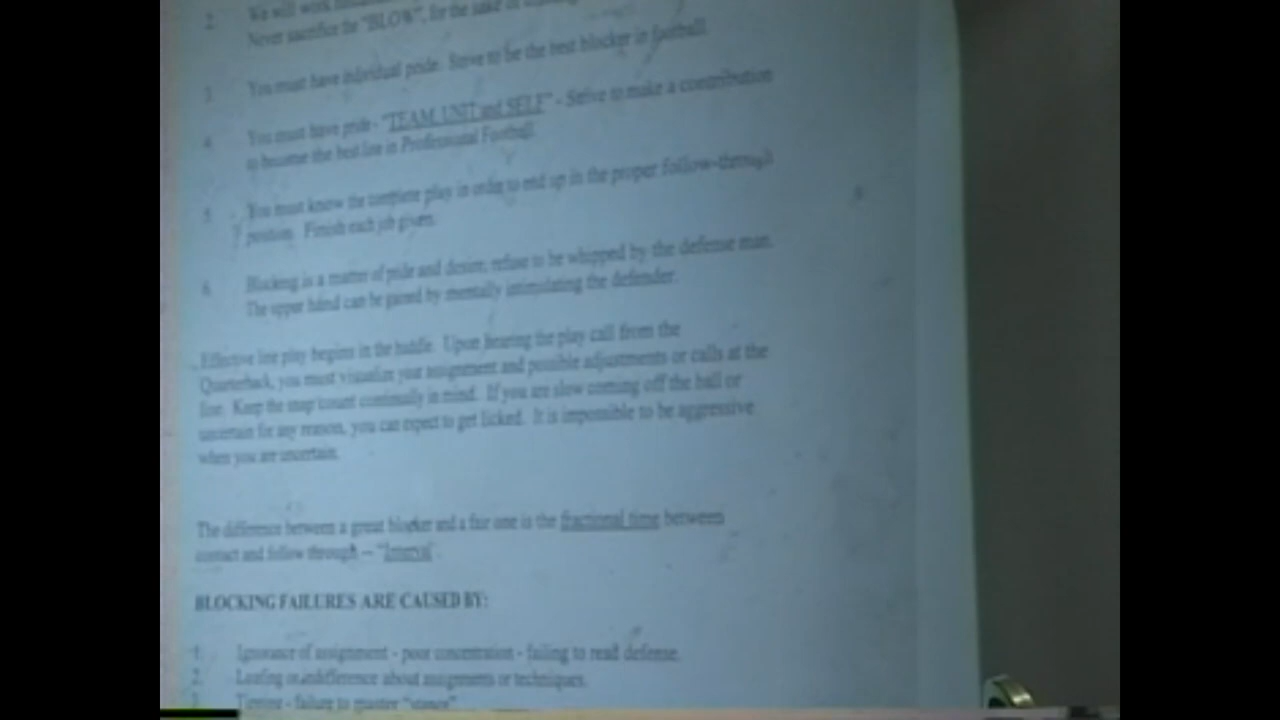 2. We will work
Never sacrifice the "BLOW", for the sake of
3. You must have individual pride. Strive to be the best blocker in football.
4. You must have pride - "TEAM, UNIT and SELF" - Strive to make a contribution
to become the best line in Professional Football.
5. You must know the complete play in order to end up in the proper follow-through
position. Finish each job given.
6. Blocking is a matter of pride and desire; refuse to be whipped by the defense man.
The upper hand can be gained by mentally intimidating the defender.
Effective line play begins in the huddle. Upon hearing the play call from the
Quarterback, you must visualize your assignment and possible adjustments or calls at the
line. Keep the snap count continually in mind. If you are slow coming off the ball or
uncertain for any reason, you can expect to get licked. It is impossible to be aggressive
when you are uncertain.
The difference between a great blocker and a fair one is the fractional time between
contact and follow through -- "Interval".
BLOCKING FAILURES ARE CAUSED BY:
1. Ignorance of assignment - poor concentration - failing to read defense.
2. Loafing or indifference about assignments or techniques.
3. Timing - failure to master "stance"